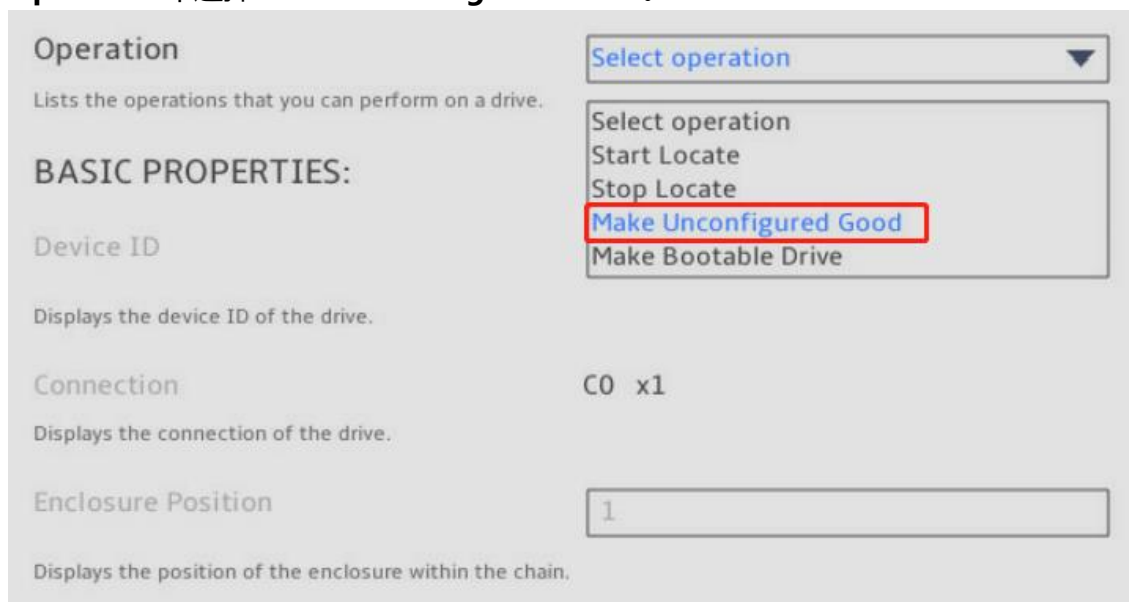 Operation
Select operation
Lists the operations that you can perform on a drive.
Select operation
Start Locate
BASIC PROPERTIES:
Stop Locate
Make Unconfigured Good
Device ID
Make Bootable Drive
Displays the device ID of the drive.
Connection
C0 x1
Displays the connection of the drive.
Enclosure Position
1
Displays the position of the enclosure within the chain.